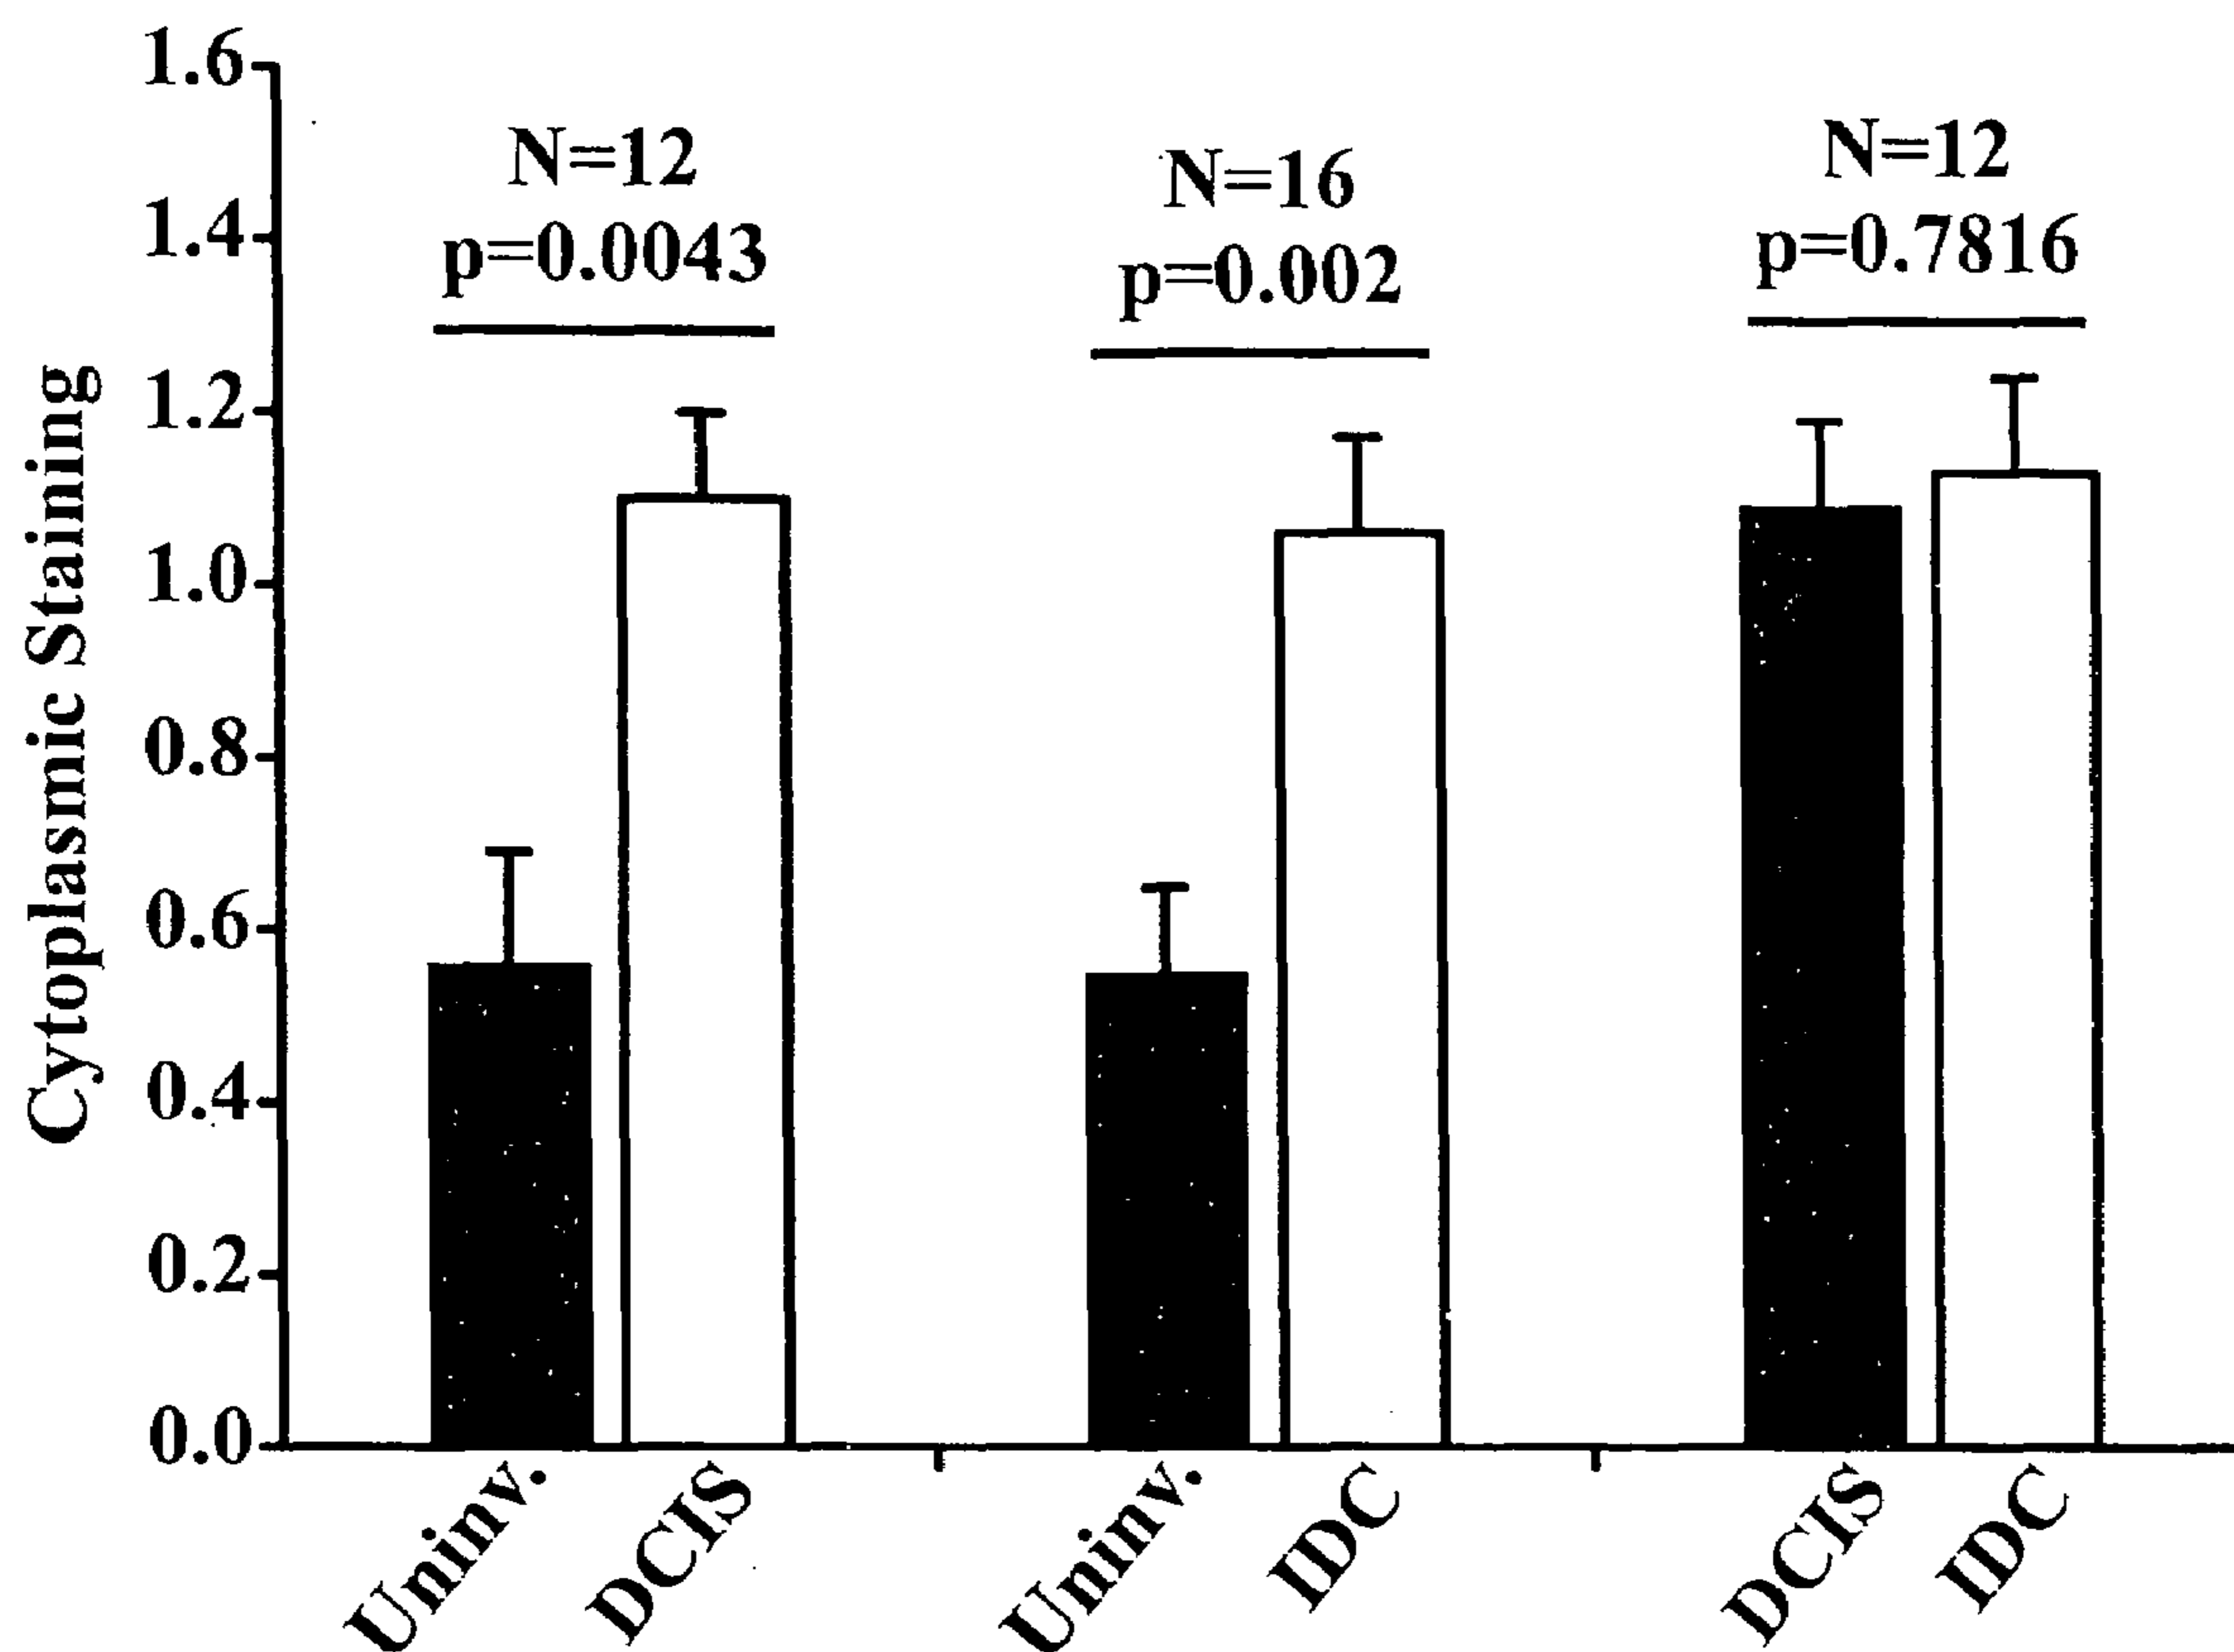 Cytoplasmic Staining
1.6
1.4
1.2
1.0
0.8
0.6
0.4
0.2
0.0
N=12
p=0.0043
N=16
p=0.002
N=12
p=0.7816
Uninv.
DCIS
Uninv.
IDC
DCIS
IDC